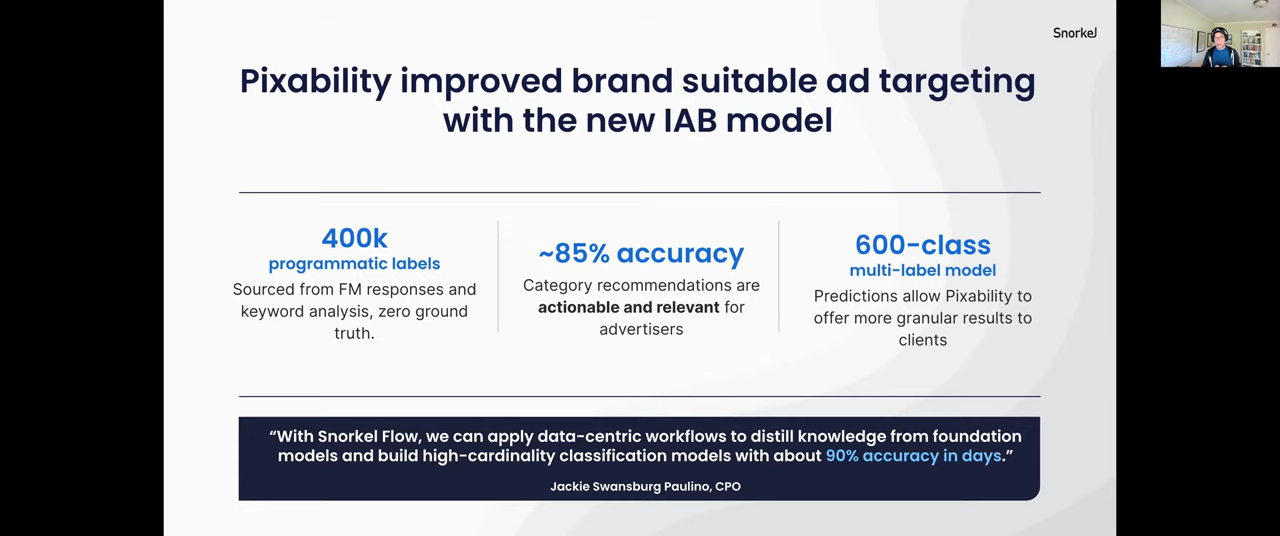 Snorkel
Pixability improved brand suitable ad targeting
with the new IAB model
400k
programmatic labels
Sourced from FM responses and
keyword analysis, zero ground
truth.
~85% accuracy
Category recommendations are
actionable and relevant for
advertisers
600-class
multi-label model
Predictions allow Pixability to
offer more granular results to
clients
“With Snorkel Flow, we can apply data-centric workflows to distill knowledge from foundation
models and build high-cardinality classification models with about 90% accuracy in days.”
Jackie Swansburg Paulino, CPO